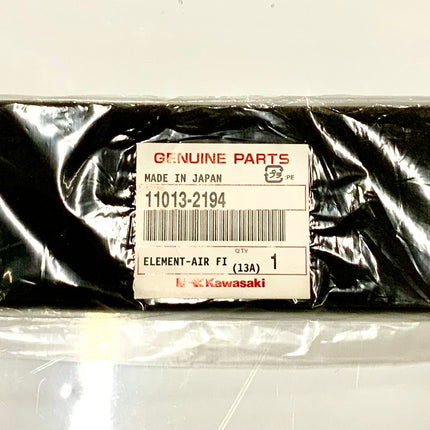 GENUINE PARTS
MADE IN JAPAN
:PE
11013-2194
QTY
ELEMENT-AIR FI (13A) 1
Kawasaki